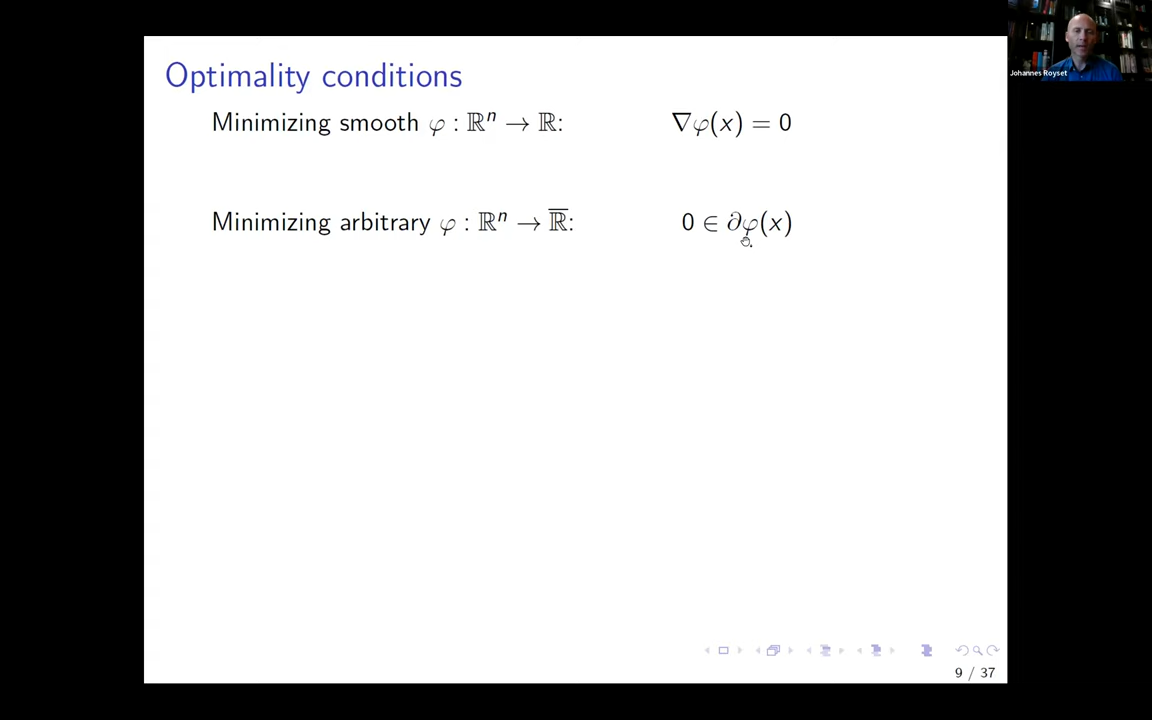 Johannes Royset
Optimality conditions
Minimizing smooth φ : ℝⁿ → ℝ: ∇φ(x) = 0
Minimizing arbitrary φ : ℝⁿ → ℝ̅: 0 ∈ ∂φ(x)
9 / 37